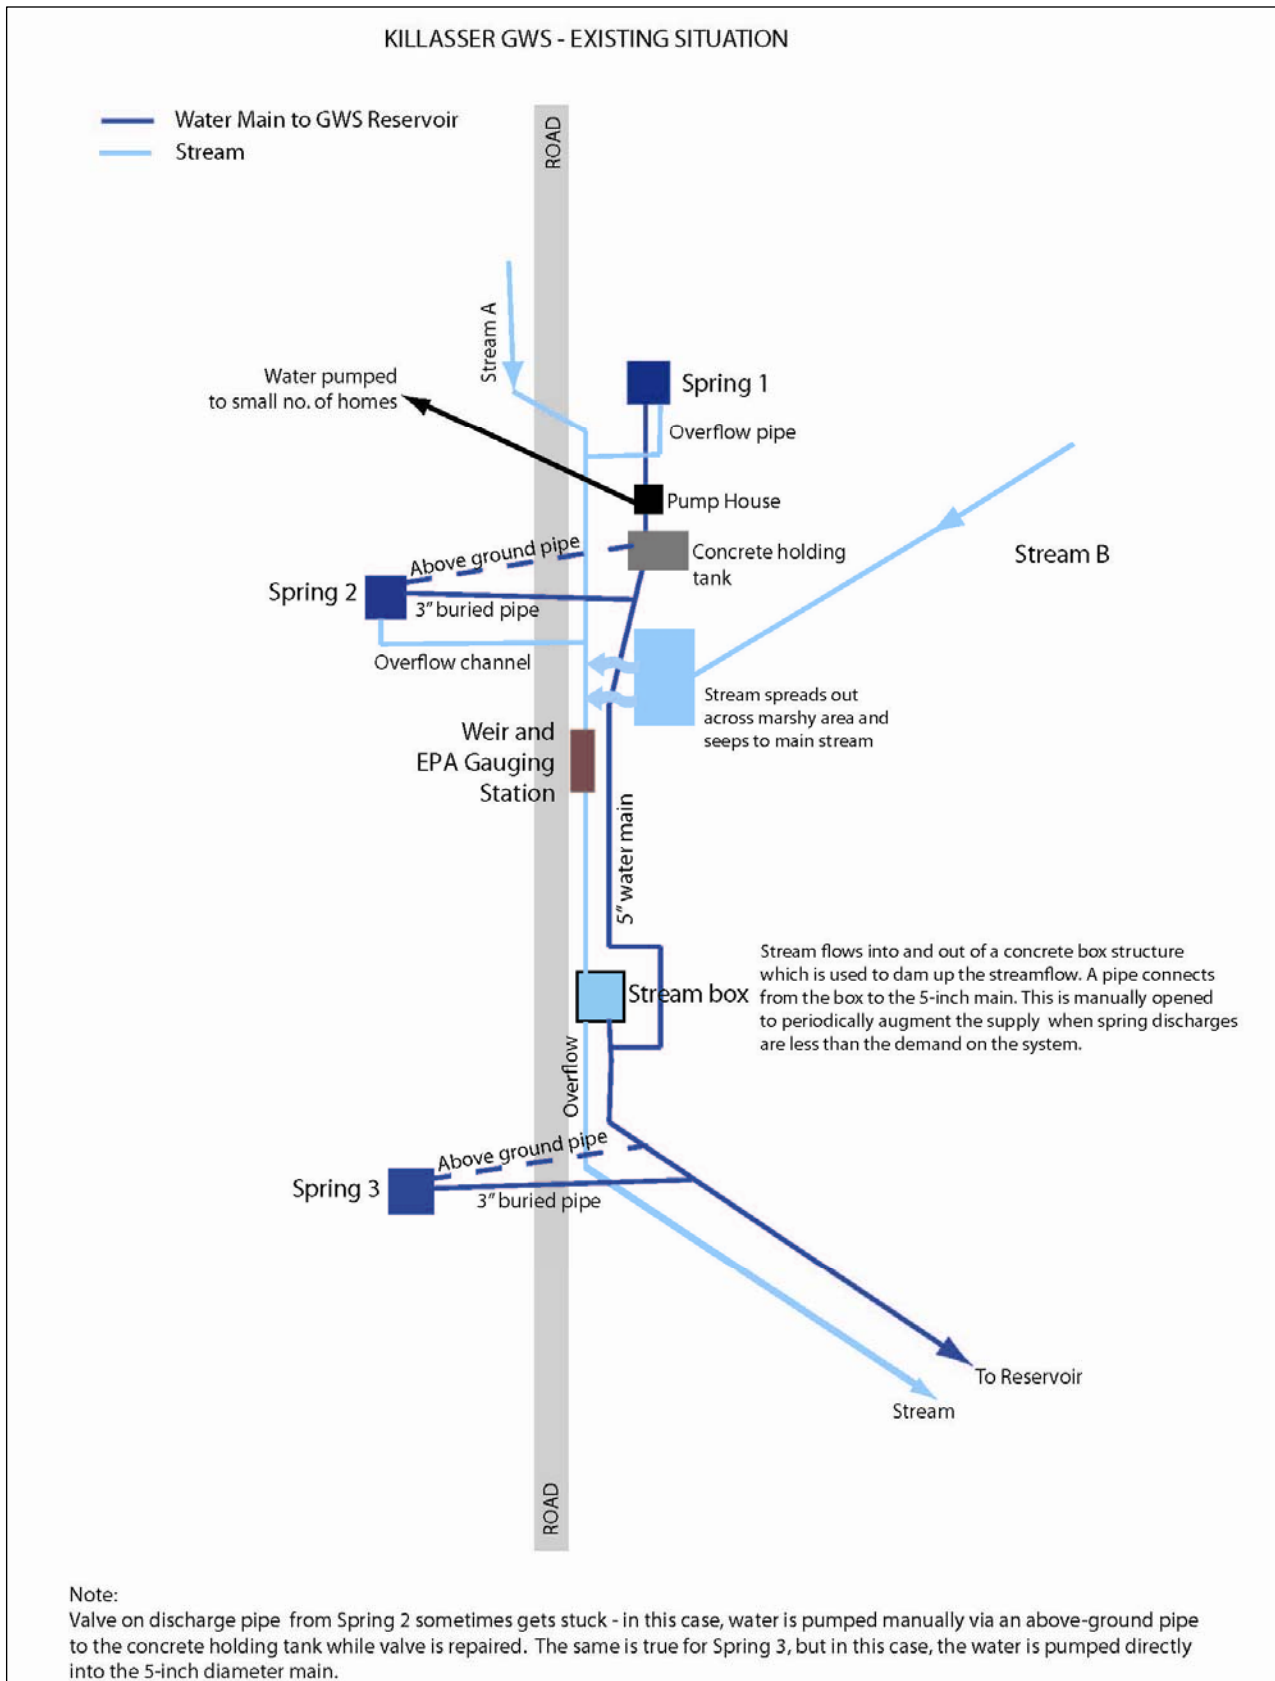 KILLASSER GWS - EXISTING SITUATION
Water Main to GWS Reservoir
Stream
ROAD
Stream A
Water pumped
to small no. of homes
Spring 1
Overflow pipe
Pump House
Concrete holding
tank
Stream B
Above ground pipe
Spring 2
3" buried pipe
Overflow channel
Stream spreads out
across marshy area and
seeps to main stream
Weir and
EPA Gauging
Station
5" water main
Stream flows into and out of a concrete box structure
which is used to dam up the streamflow. A pipe connects
from the box to the 5-inch main. This is manually opened
to periodically augment the supply when spring discharges
are less than the demand on the system.
Stream box
Overflow
Above ground pipe
Spring 3
3" buried pipe
To Reservoir
Stream
ROAD
Note:
Valve on discharge pipe from Spring 2 sometimes gets stuck - in this case, water is pumped manually via an above-ground pipe
to the concrete holding tank while valve is repaired. The same is true for Spring 3, but in this case, the water is pumped directly
into the 5-inch diameter main.